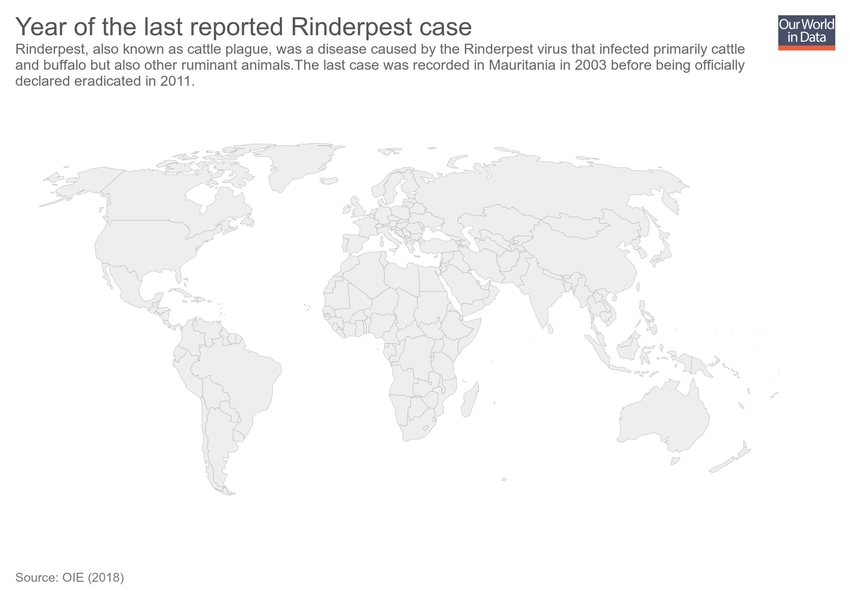 Year of the last reported Rinderpest case
Our World
in Data
Rinderpest, also known as cattle plague, was a disease caused by the Rinderpest virus that infected primarily cattle
and buffalo but also other ruminant animals.The last case was recorded in Mauritania in 2003 before being officially
declared eradicated in 2011.
Source: OIE (2018)